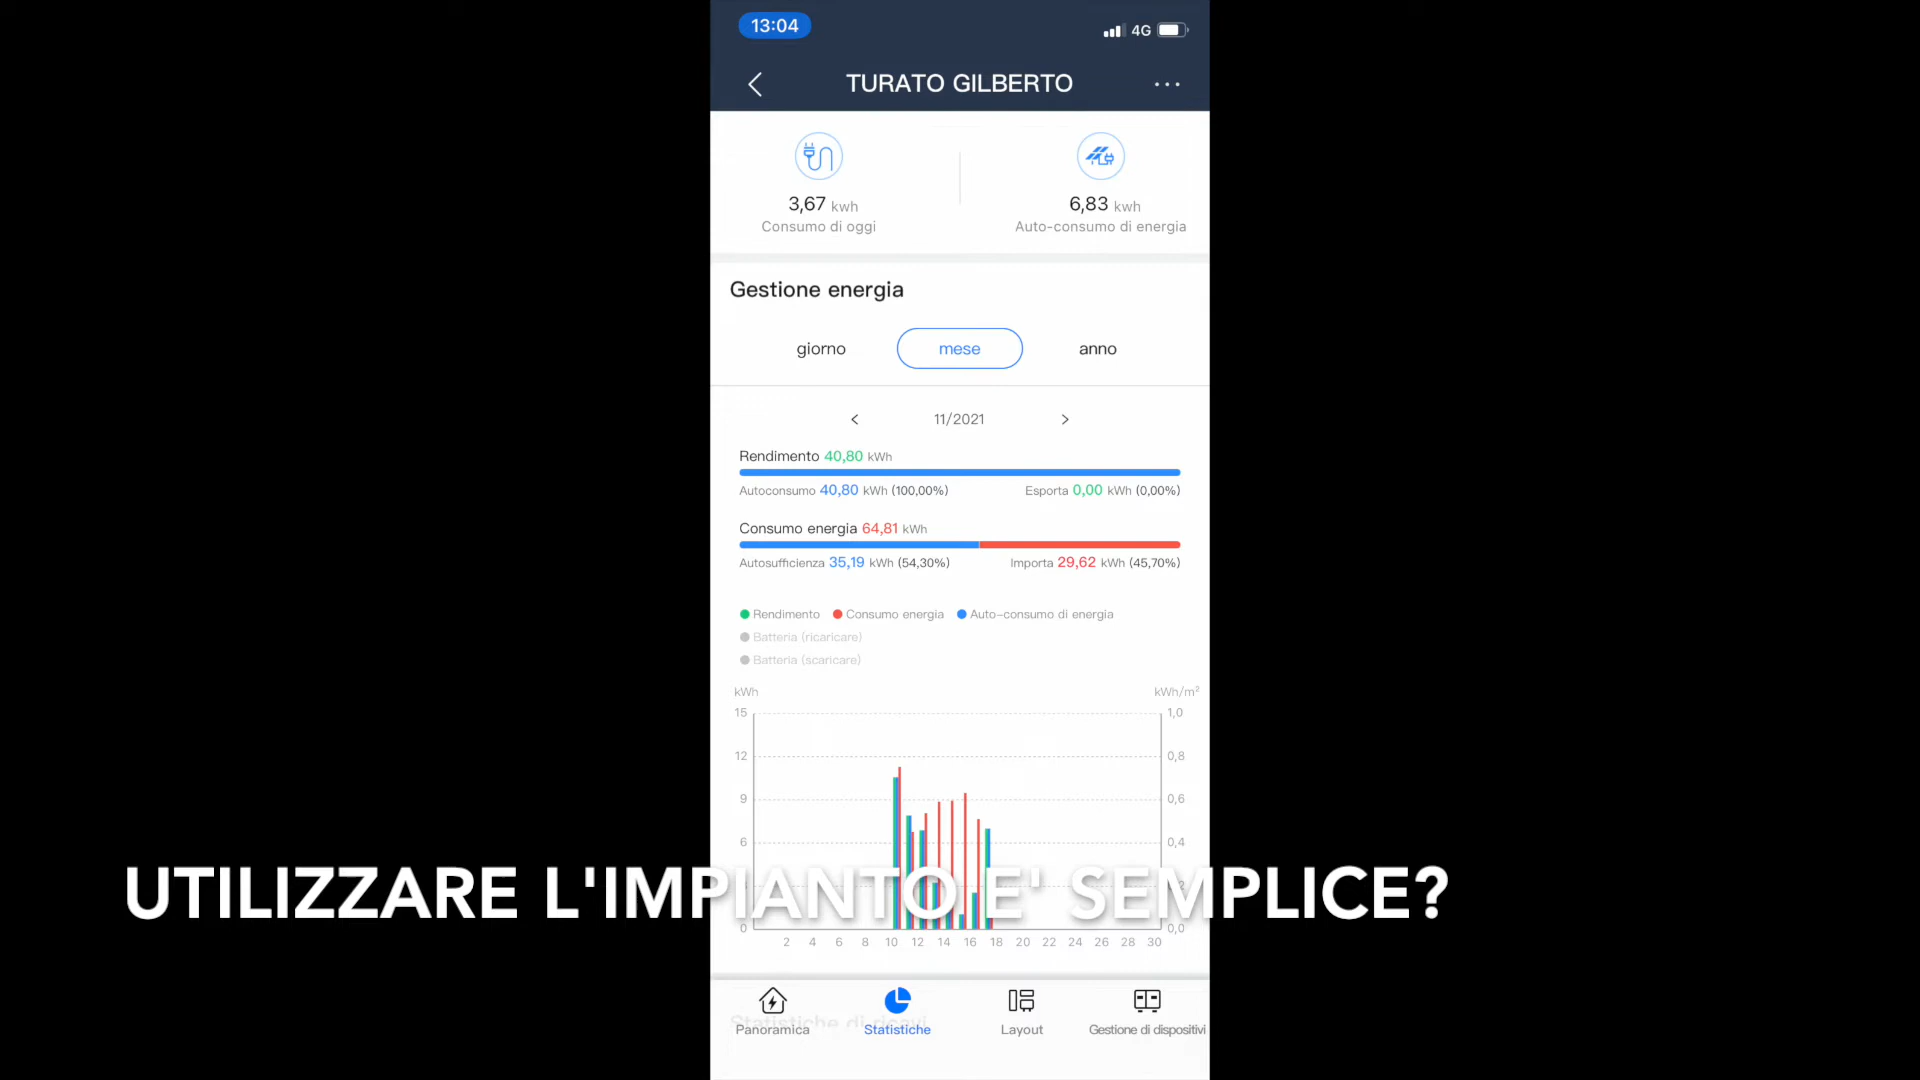 13:04
4G
TURATO GILBERTO
3,67 kwh
Consumo di oggi
6,83 kwh
Auto-consumo di energia
Gestione energia
giorno
mese
anno
11/2021
Rendimento 40,80 kWh
Autoconsumo 40,80 kWh (100,00%)
Esporta 0,00 kWh (0,00%)
Consumo energia 64,81 kWh
Autosufficienza 35,19 kWh (54,30%)
Importa 29,62 kWh (45,70%)
Rendimento
Consumo energia
Auto-consumo di energia
Batteria (ricaricare)
Batteria (scaricare)
kWh
kWh/m²
15
1,0
12
0,8
9
0,6
6
0,4
UTILIZZARE L'IMPIANTO E' SEMPLICE?
0
0,0
2 4 6 8 10 12 14 16 18 20 22 24 26 28 30
Statistiche di ricavi
Panoramica
Statistiche
Layout
Gestione di dispositivi